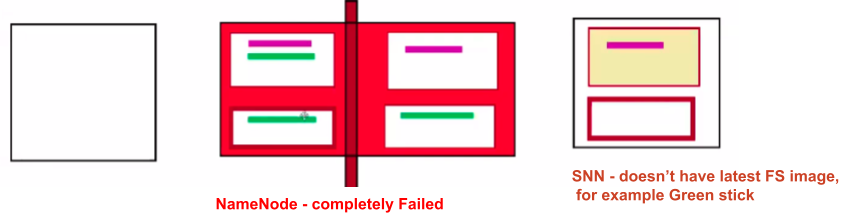 NameNode - completely Failed
SNN - doesn't have latest FS image,
for example Green stick